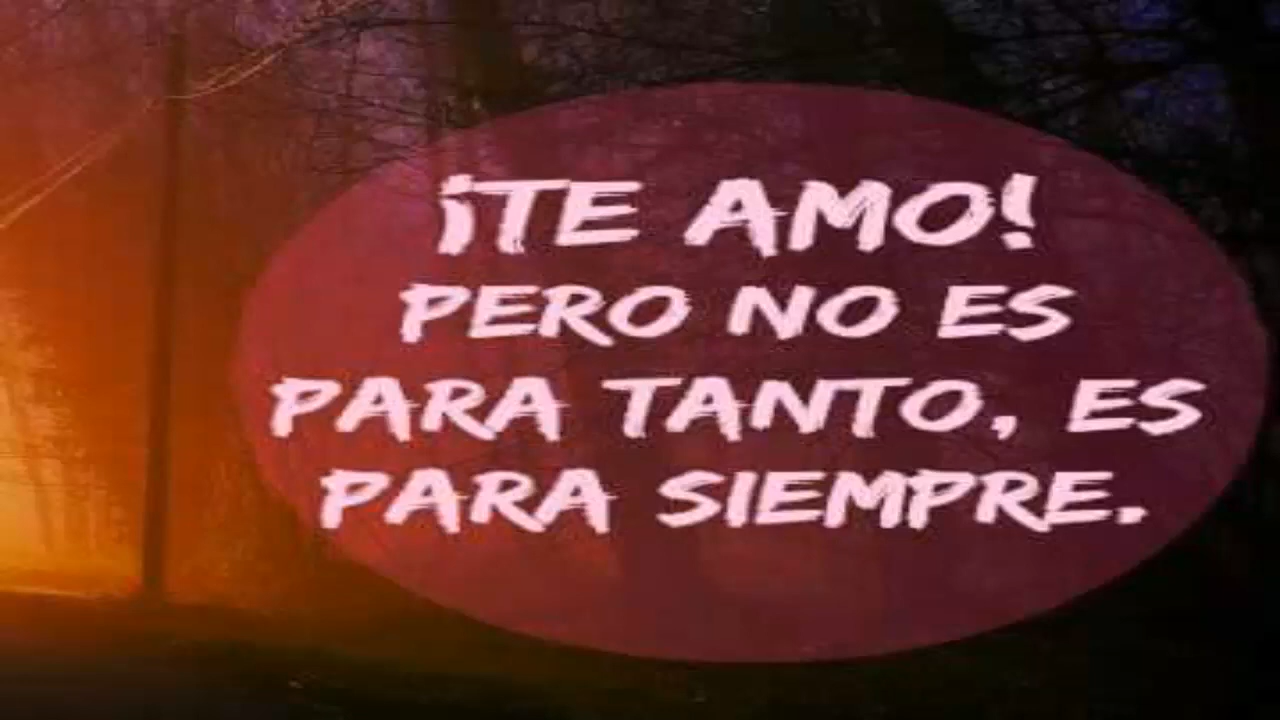 ¡TE AMO!
PERO NO ES
PARA TANTO, ES
PARA SIEMPRE.